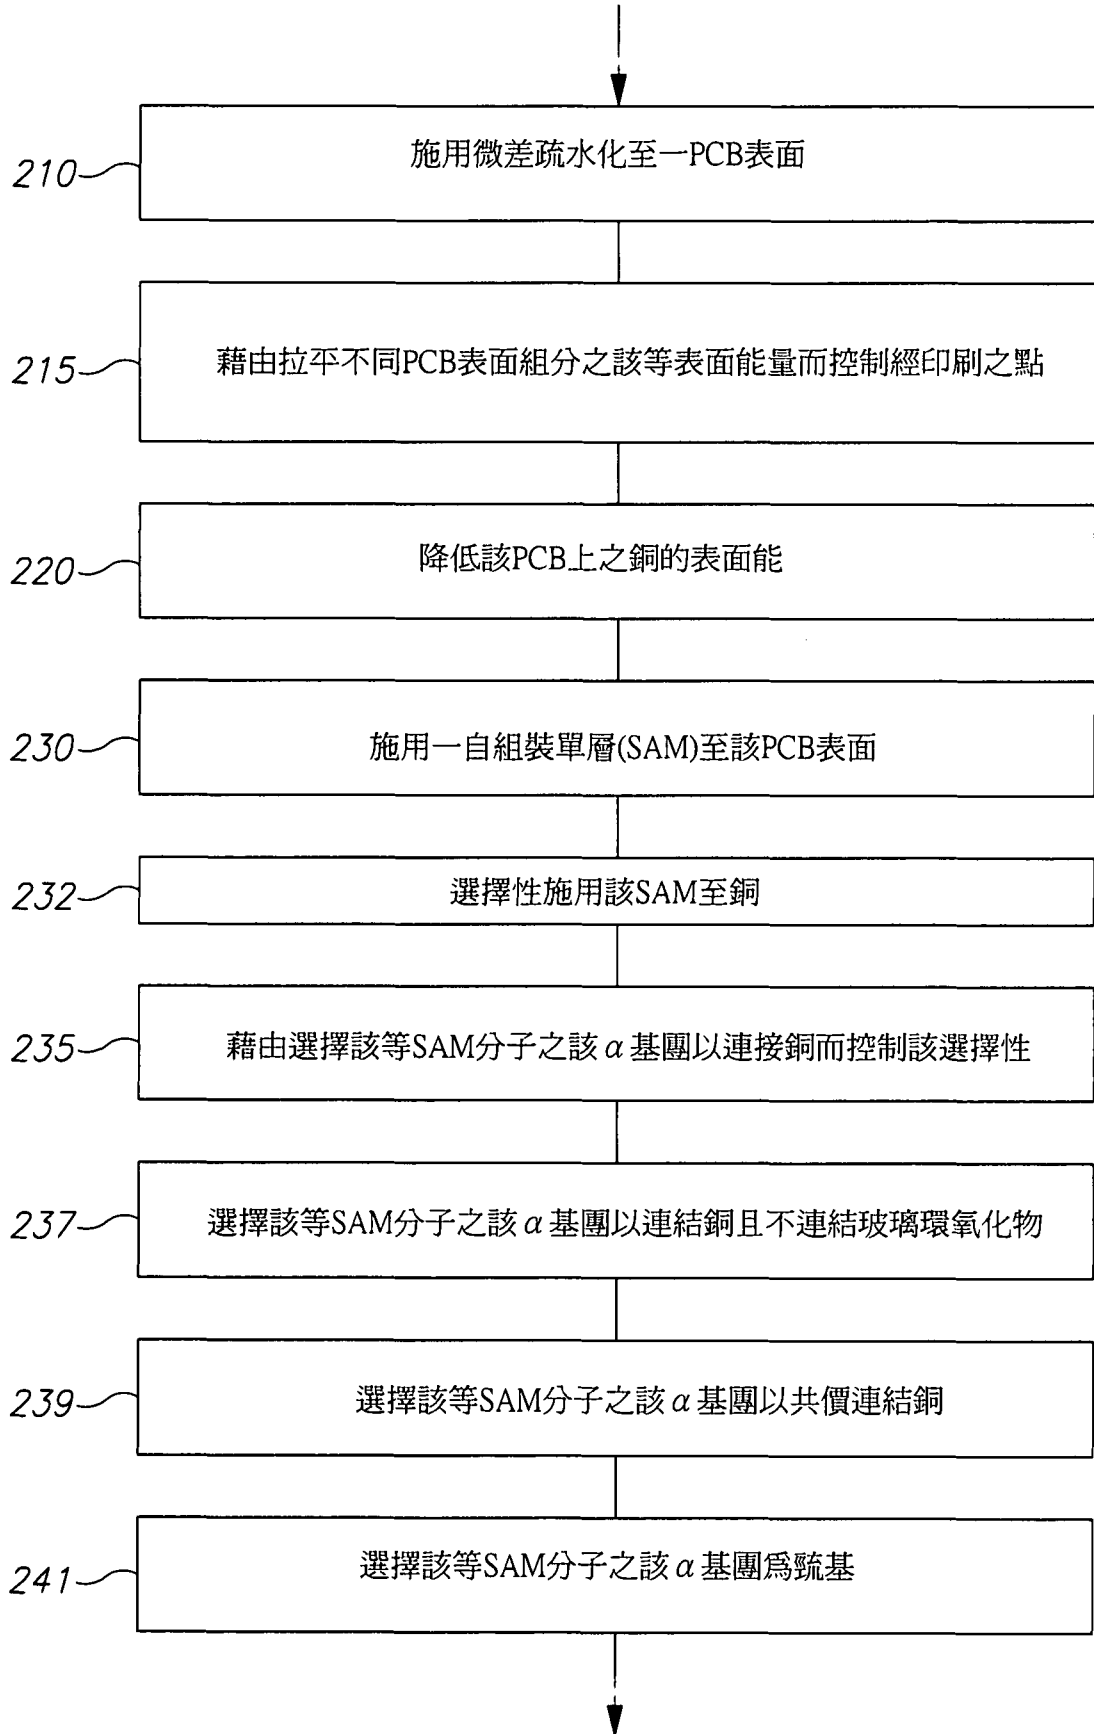 210
施用微差疏水化至一PCB表面
215
藉由拉平不同PCB表面組分之該等表面能量而控制經印刷之點
220
降低該PCB上之銅的表面能
230
施用一自組裝單層(SAM)至該PCB表面
232
選擇性施用該SAM至銅
235
藉由選擇該等SAM分子之該α基團以連接銅而控制該選擇性
237
選擇該等SAM分子之該α基團以連結銅且不連結玻璃環氧化物
239
選擇該等SAM分子之該α基團以共價連結銅
241
選擇該等SAM分子之該α基團爲巰基